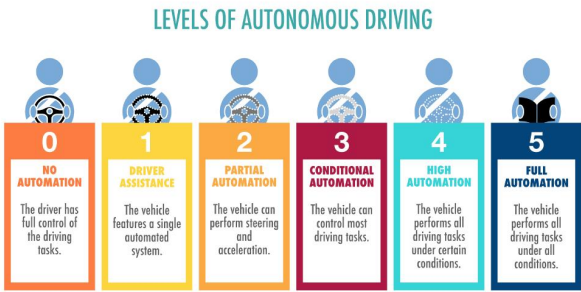 LEVELS OF AUTONOMOUS DRIVING
0
NO
AUTOMATION
The driver has
full control of
the driving
tasks.
1
DRIVER
ASSISTANCE
The vehicle
features a single
automated
system.
2
PARTIAL
AUTOMATION
The vehicle can
perform steering
and
acceleration.
3
CONDITIONAL
AUTOMATION
The vehicle can
control most
driving tasks.
4
HIGH
AUTOMATION
The vehicle
performs all
driving tasks
under certain
conditions.
5
FULL
AUTOMATION
The vehicle
performs all
driving tasks
under all
conditions.